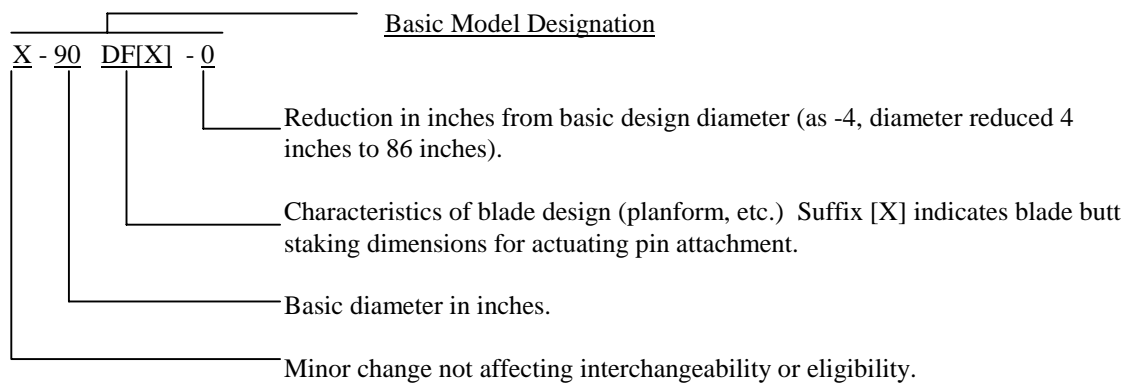 Basic Model Designation
X - 90 DF[X] - 0
Reduction in inches from basic design diameter (as -4, diameter reduced 4
inches to 86 inches).
Characteristics of blade design (planform, etc.) Suffix [X] indicates blade butt
staking dimensions for actuating pin attachment.
Basic diameter in inches.
Minor change not affecting interchangeability or eligibility.